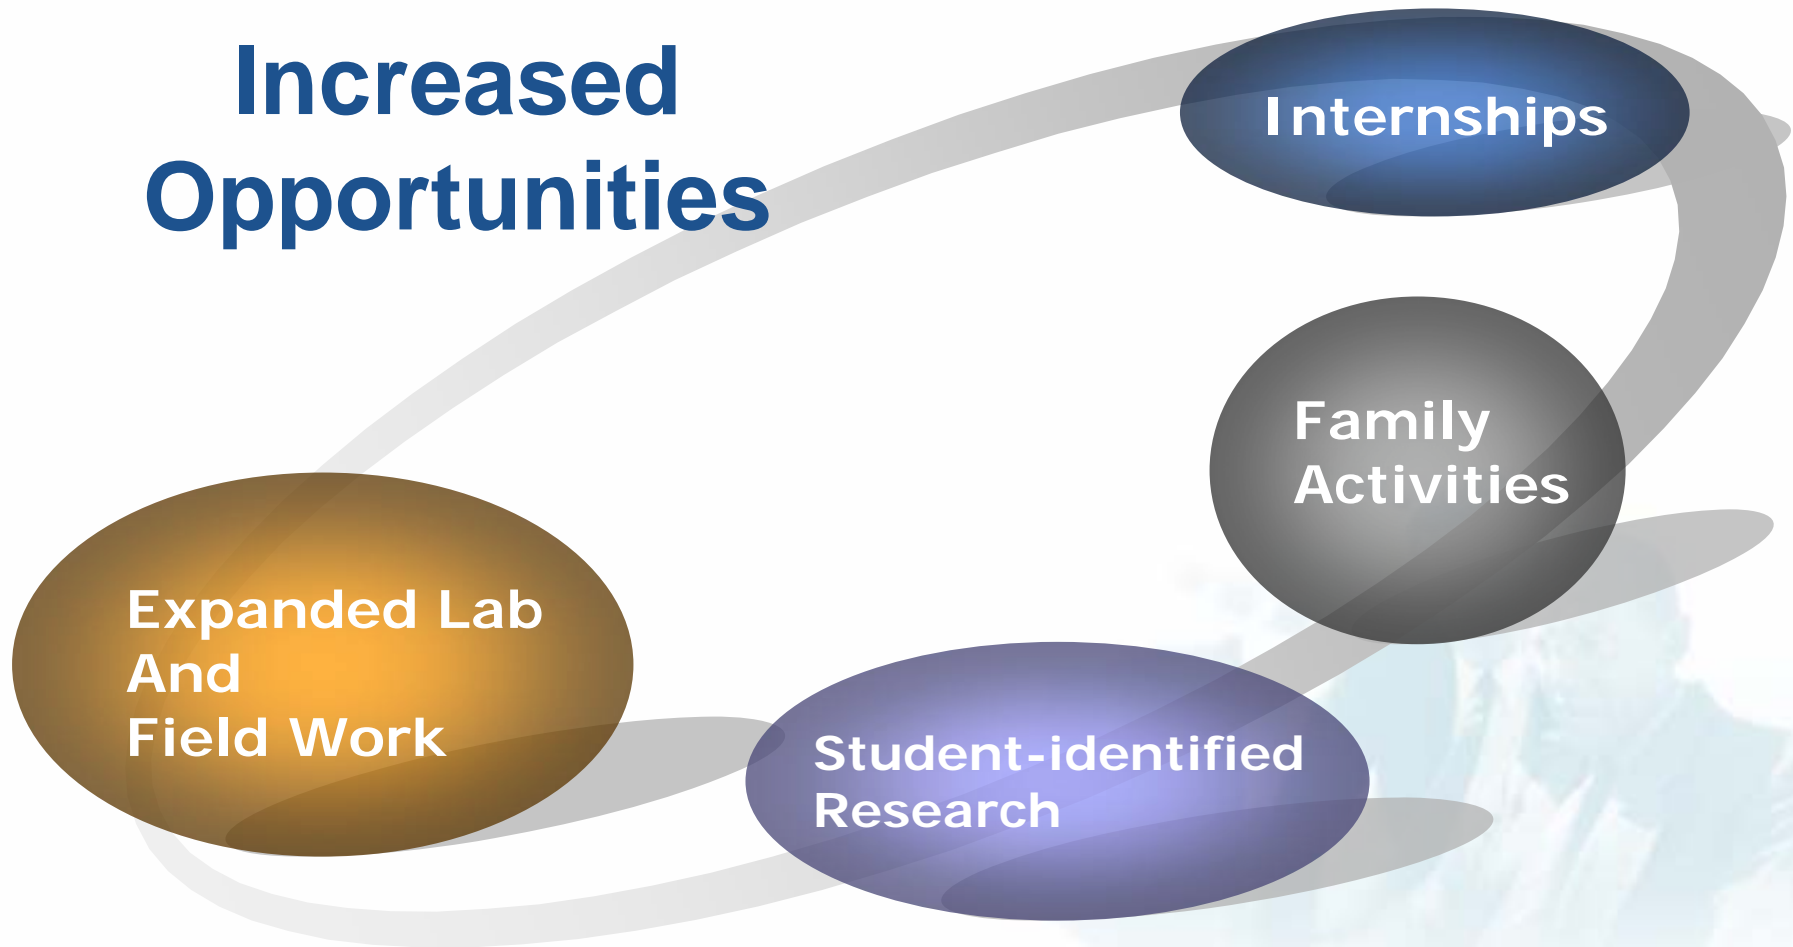 Increased
Opportunities
Internships
Family
Activities
Expanded Lab
And
Field Work
Student-identified
Research